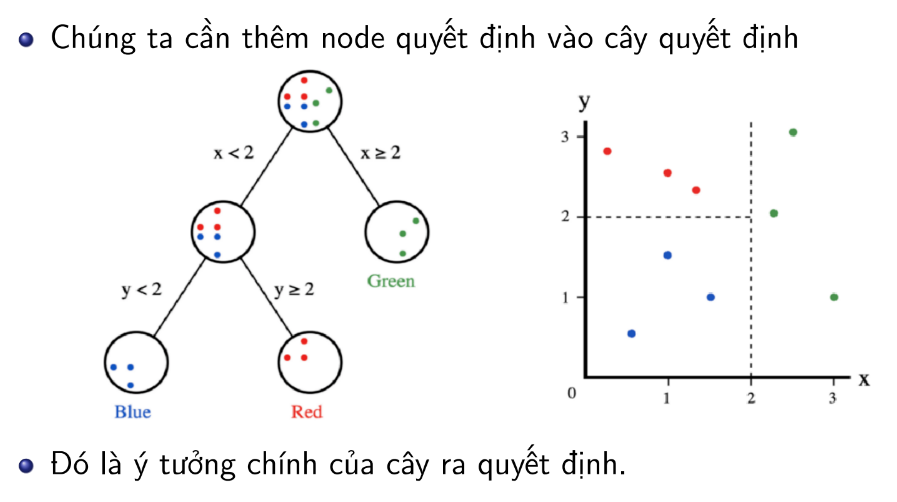 Chúng ta cần thêm node quyết định vào cây quyết định
x < 2
x ≥ 2
Green
y < 2
y ≥ 2
Blue
Red
y
3
2
1
0
1
2
3
x
Đó là ý tưởng chính của cây ra quyết định.